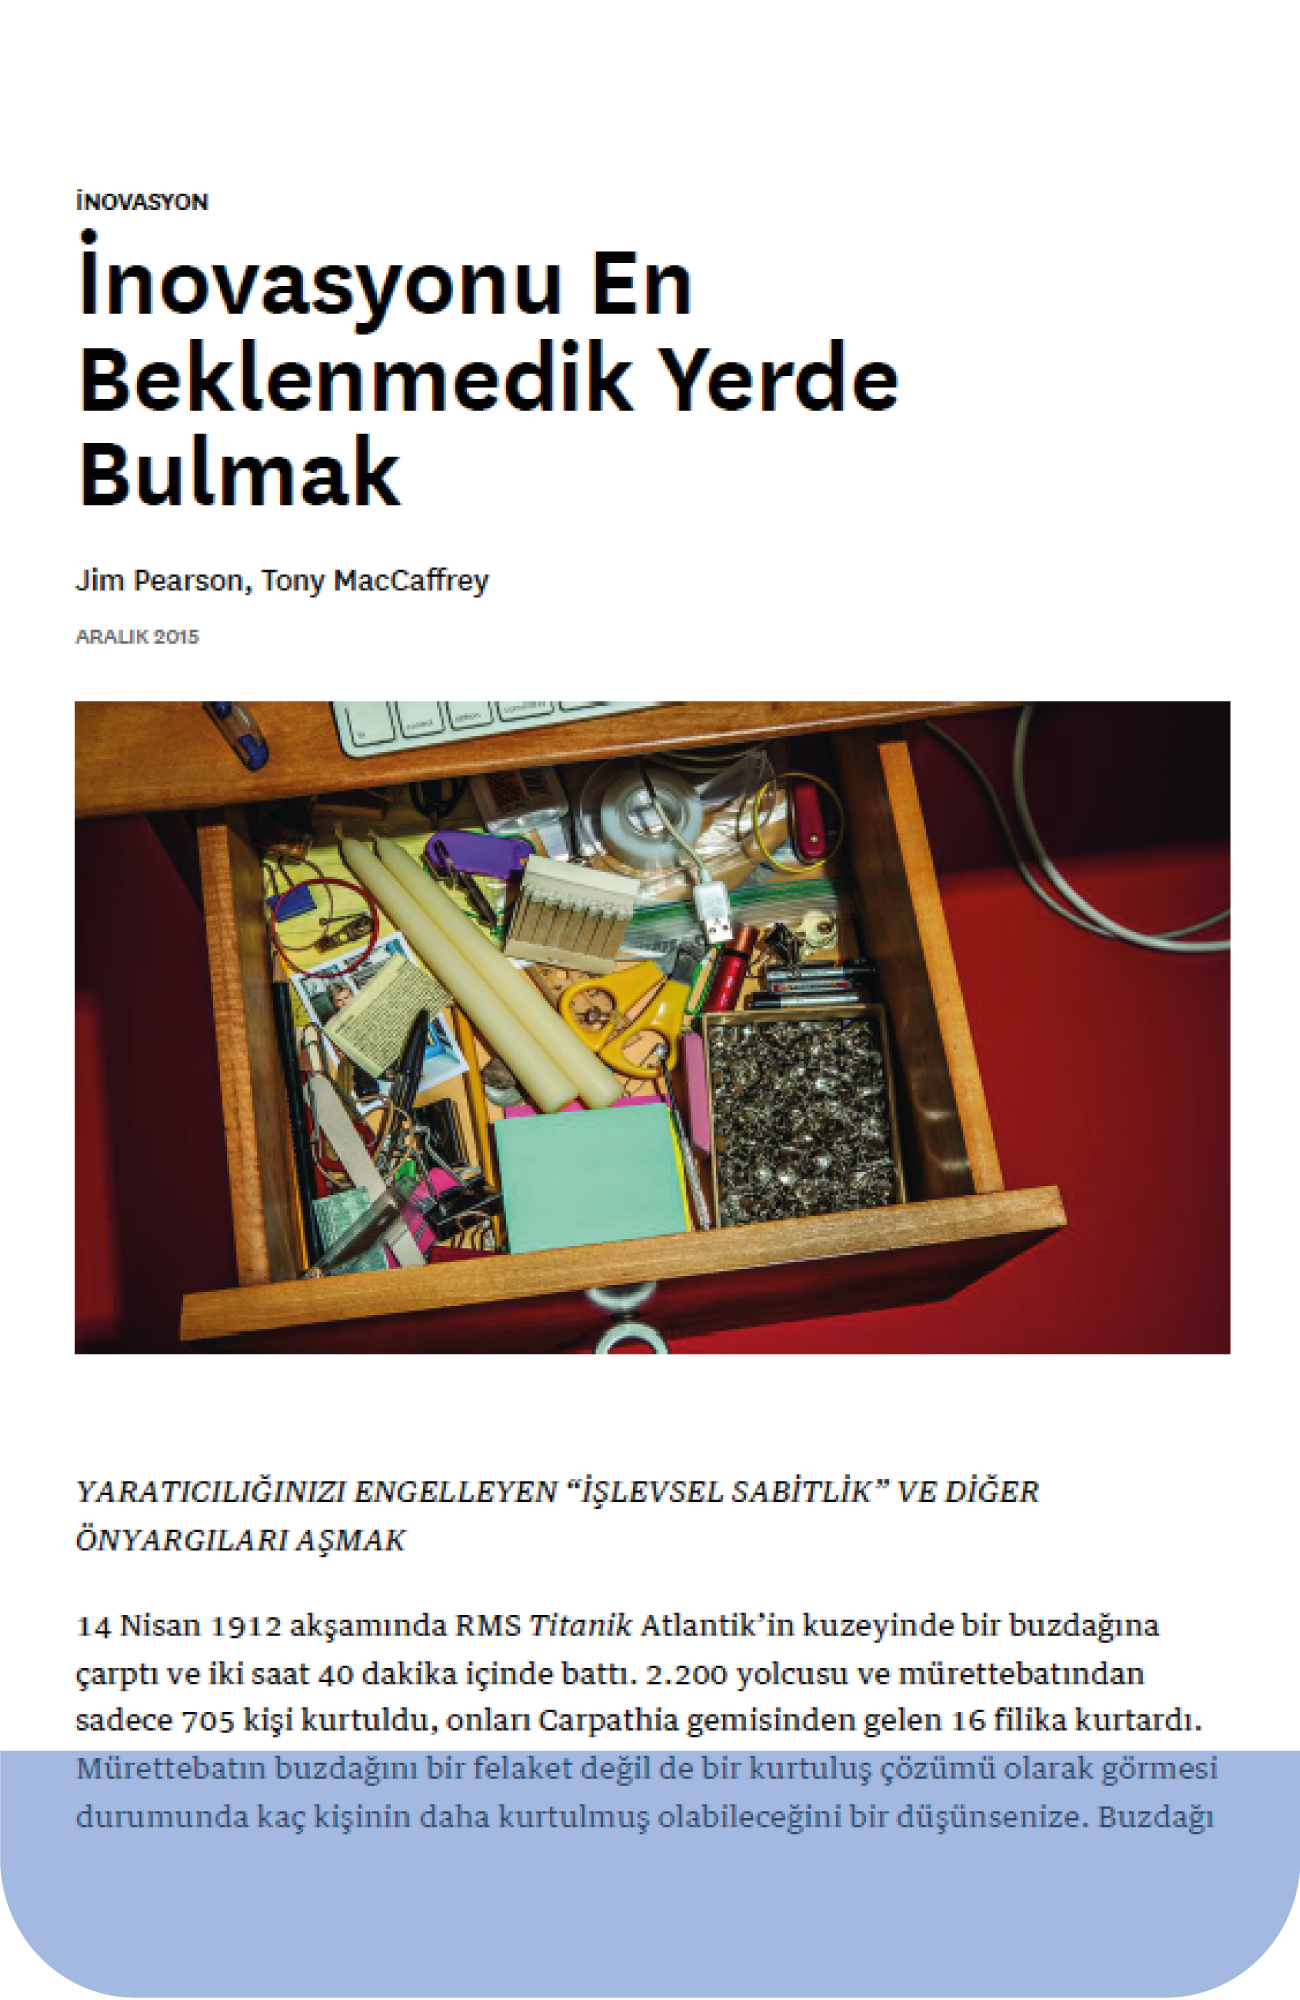 İNOVASYON
İnovasyonu En
Beklenmedik Yerde
Bulmak
Jim Pearson, Tony MacCaffrey
ARALIK 2015
control
option
YARATICILIĞINIZI ENGELLEYEN “İŞLEVSEL SABİTLİK” VE DİĞER
ÖNYARGILARI AŞMAK
14 Nisan 1912 akşamında RMS Titanik Atlantik’in kuzeyinde bir buzdağına
çarptı ve iki saat 40 dakika içinde battı. 2.200 yolcusu ve mürettebatından
sadece 705 kişi kurtuldu, onları Carpathia gemisinden gelen 16 filika kurtardı.
Mürettebatın buzdağını bir felaket değil de bir kurtuluş çözümü olarak görmesi
durumunda kaç kişinin daha kurtulmuş olabileceğini bir düşünsenize. Buzdağı